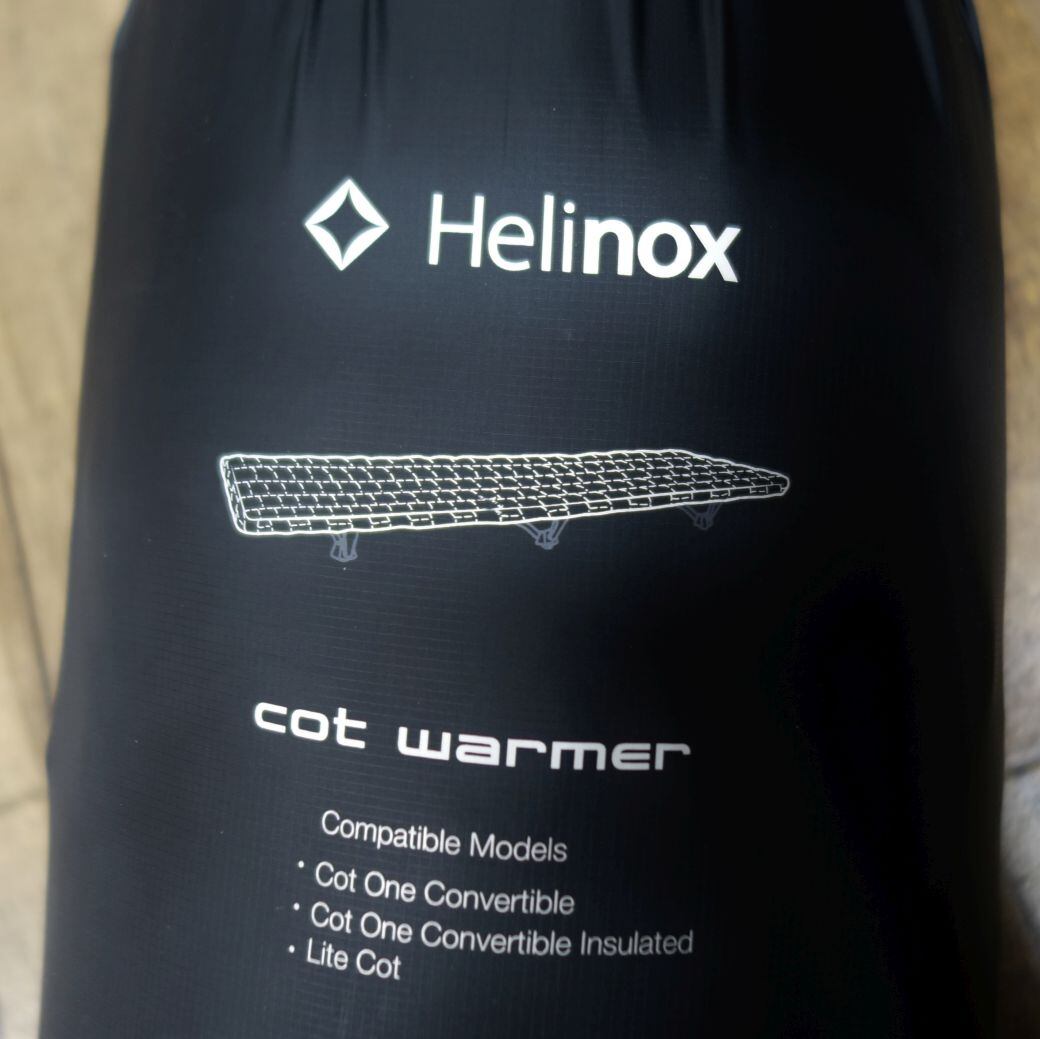 Helinox
cot warmer
Compatible Models
• Cot One Convertible
• Cot One Convertible Insulated
• Lite Cot